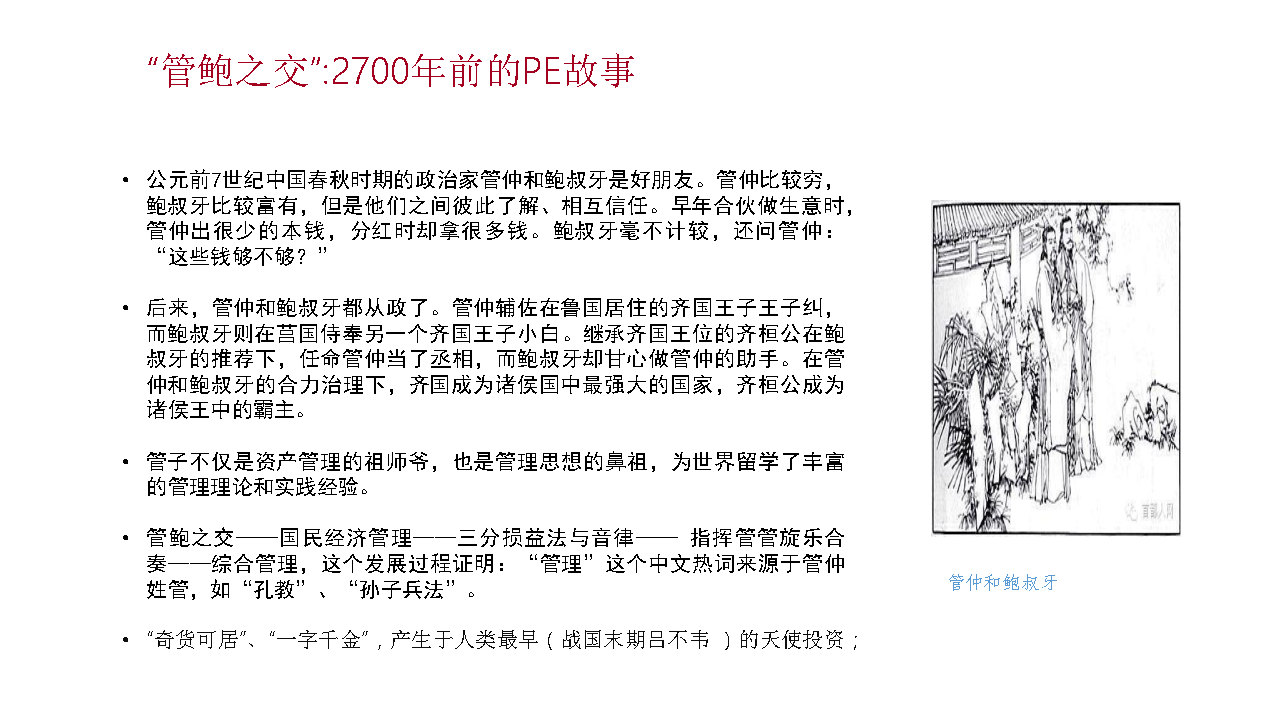 “管鲍之交”:2700年前的PE故事
• 公元前7世纪中国春秋时期的政治家管仲和鲍叔牙是好朋友。管仲比较穷，
鲍叔牙比较富有，但是他们之间彼此了解、相互信任。早年合伙做生意时，
管仲出很少的本钱，分红时却拿很多钱。鲍叔牙毫不计较，还问管仲：
“这些钱够不够？”
• 后来，管仲和鲍叔牙都从政了。管仲辅佐在鲁国居住的齐国王子王子纠，
而鲍叔牙则在莒国侍奉另一个齐国王子小白。继承齐国王位的齐桓公在鲍
叔牙的推荐下，任命管仲当了丞相，而鲍叔牙却甘心做管仲的助手。在管
仲和鲍叔牙的合力治理下，齐国成为诸侯国中最强大的国家，齐桓公成为
诸侯王中的霸主。
• 管子不仅是资产管理的祖师爷，也是管理思想的鼻祖，为世界留学了丰富
的管理理论和实践经验。
• 管鲍之交——国民经济管理——三分损益法与音律—— 指挥管管旋乐合
奏——综合管理，这个发展过程证明：“管理”这个中文热词来源于管仲
姓管，如“孔教”、“孙子兵法”。
• “奇货可居”、“一字千金”，产生于人类最早（战国末期吕不韦 ）的天使投资；
管仲和鲍叔牙